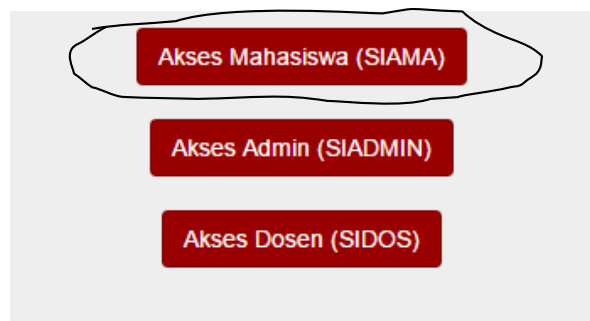 Akses Mahasiswa (SIAMA)
Akses Admin (SIADMIN)
Akses Dosen (SIDOS)